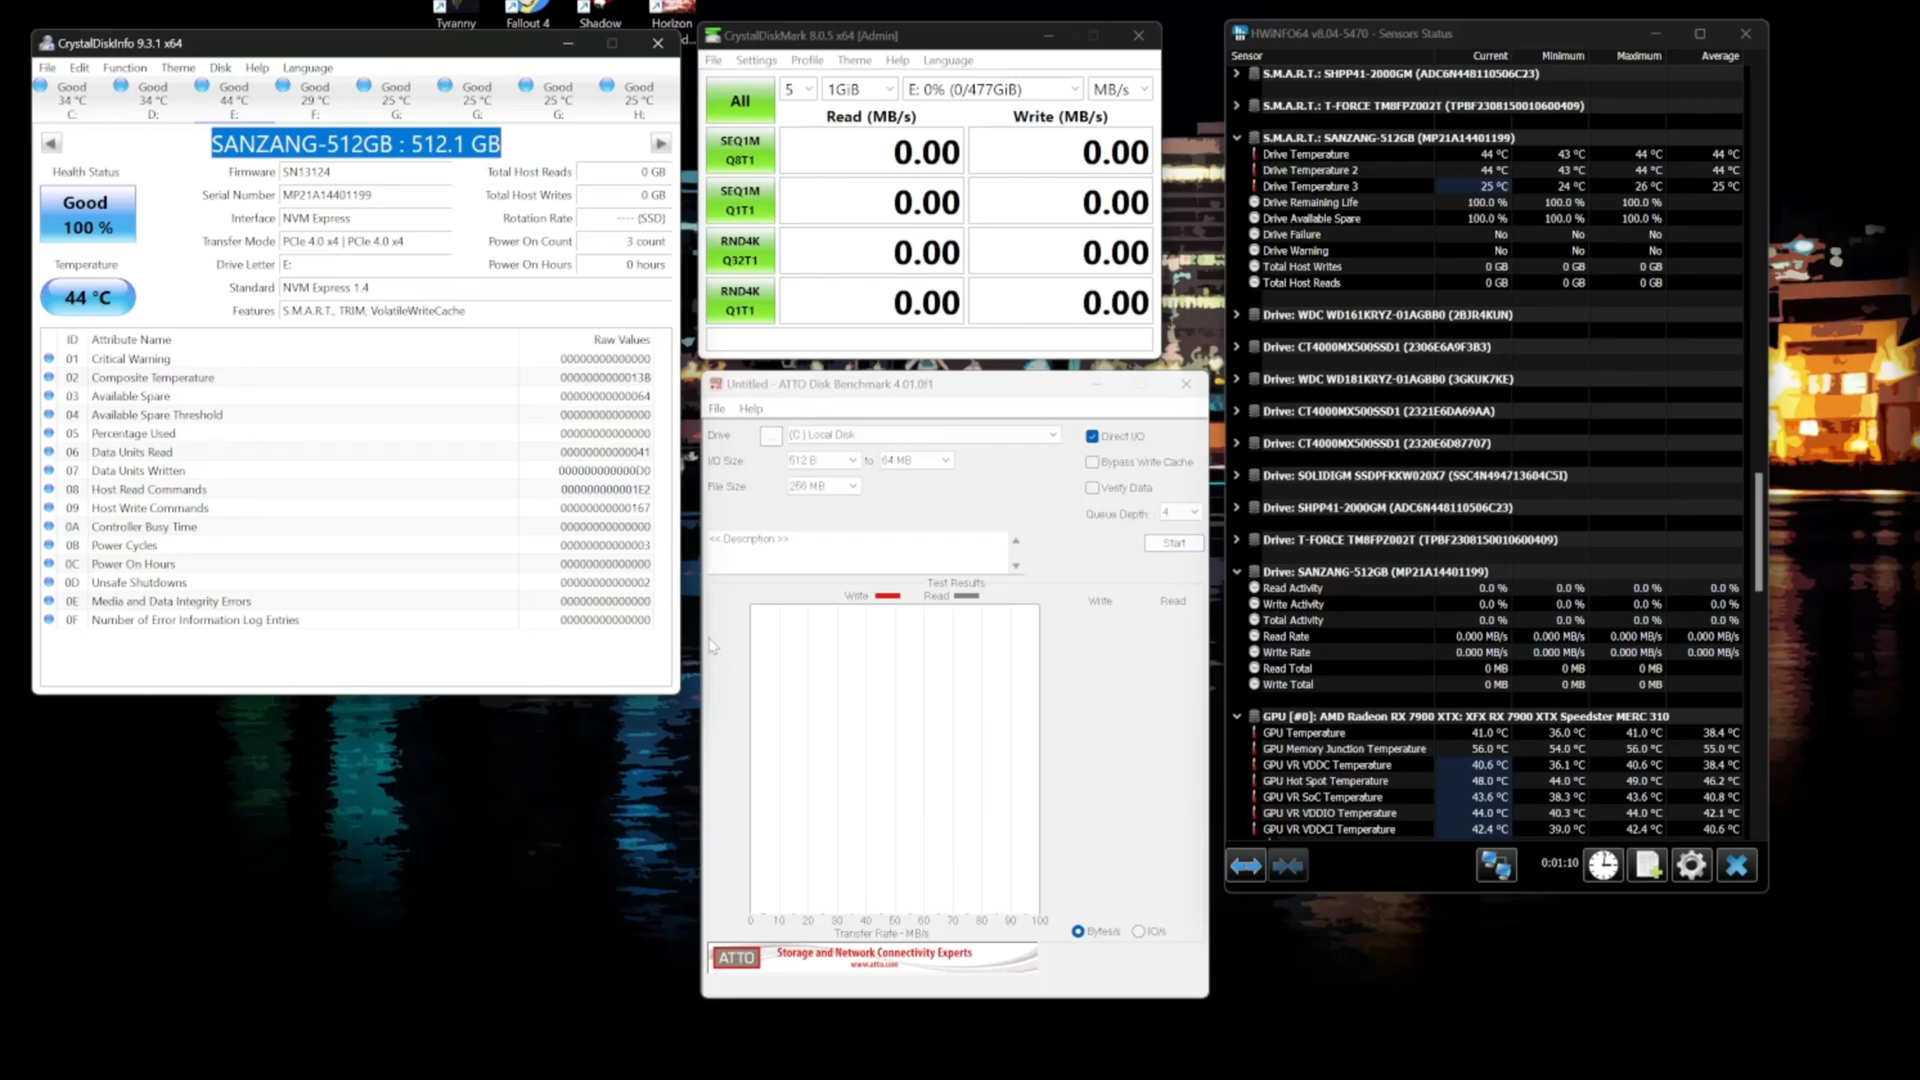 Tyranny
Fallout 4
Shadow
Horizon
CrystalDiskInfo 9.3.1 x64
File Edit Function Theme Disk Help Language
Good Good Good Good Good Good Good Good
34 °C 34 °C 44 °C 29 °C 25 °C 25 °C 25 °C 25 °C
C: D: E: F: G: G: G: H:
SANZANG-512GB : 512.1 GB
Health Status
Good
100 %
Temperature
44 °C
Firmware SN13124
Serial Number MP21A14401199
Interface NVM Express
Transfer Mode PCIe 4.0 x4 | PCIe 4.0 x4
Drive Letter E:
Standard NVM Express 1.4
Features S.M.A.R.T., TRIM, VolatileWriteCache
Total Host Reads 0 GB
Total Host Writes 0 GB
Rotation Rate ---- (SSD)
Power On Count 3 count
Power On Hours 0 hours
ID Attribute Name Raw Values
01 Critical Warning 00000000000000
02 Composite Temperature 0000000000013B
03 Available Spare 00000000000064
04 Available Spare Threshold 00000000000000
05 Percentage Used 00000000000000
06 Data Units Read 00000000000041
07 Data Units Written 000000000000D0
08 Host Read Commands 000000000001E2
09 Host Write Commands 00000000000167
0A Controller Busy Time 00000000000000
0B Power Cycles 00000000000003
0C Power On Hours 00000000000000
0D Unsafe Shutdowns 00000000000002
0E Media and Data Integrity Errors 00000000000000
0F Number of Error Information Log Entries 00000000000000
CrystalDiskMark 8.0.5 x64 [Admin]
File Settings Profile Theme Help Language
All 5 1GiB E: 0% (0/477GiB) MB/s
Read (MB/s) Write (MB/s)
SEQ1M
Q8T1
0.00 0.00
SEQ1M
Q1T1
0.00 0.00
RND4K
Q32T1
0.00 0.00
RND4K
Q1T1
0.00 0.00
Untitled - ATTO Disk Benchmark 4.01.0f1
File Help
Drive ... (C:) Local Disk
I/O Size: 512 B to 64 MB
File Size: 256 MB
Direct I/O
Bypass Write Cache
Verify Data
Queue Depth: 4
<< Description >>
Start
Test Results
Write Read
Write Read
0 10 20 30 40 50 60 70 80 90 100
Transfer Rate - MB/s
Bytes/s IO/s
ATTO
Storage and Network Connectivity Experts
www.atto.com
HWiNFO64 v8.04-5470 - Sensors Status
Sensor Current Minimum Maximum Average
S.M.A.R.T.: SHPP41-2000GM (ADC6N448110506C23)
S.M.A.R.T.: T-FORCE TM8FPZ002T (TPBF2308150010600409)
S.M.A.R.T.: SANZANG-512GB (MP21A14401199)
Drive Temperature 44 °C 43 °C 44 °C 44 °C
Drive Temperature 2 44 °C 43 °C 44 °C 44 °C
Drive Temperature 3 25 °C 24 °C 26 °C 25 °C
Drive Remaining Life 100.0 % 100.0 % 100.0 %
Drive Available Spare 100.0 % 100.0 % 100.0 %
Drive Failure No No No
Drive Warning No No No
Total Host Writes 0 GB 0 GB 0 GB
Total Host Reads 0 GB 0 GB 0 GB
Drive: WDC WD161KRYZ-01AGBB0 (2BJR4KUN)
Drive: CT4000MX500SSD1 (2306E6A9F3B3)
Drive: WDC WD181KRYZ-01AGBB0 (3GKUK7KE)
Drive: CT4000MX500SSD1 (2321E6DA69AA)
Drive: CT4000MX500SSD1 (2320E6D87707)
Drive: SOLIDIGM SSDPFKKW020X7 (SSC4N494713604C5I)
Drive: SHPP41-2000GM (ADC6N448110506C23)
Drive: T-FORCE TM8FPZ002T (TPBF2308150010600409)
Drive: SANZANG-512GB (MP21A14401199)
Read Activity 0.0 % 0.0 % 0.0 % 0.0 %
Write Activity 0.0 % 0.0 % 0.0 % 0.0 %
Total Activity 0.0 % 0.0 % 0.0 % 0.0 %
Read Rate 0.000 MB/s 0.000 MB/s 0.000 MB/s 0.000 MB/s
Write Rate 0.000 MB/s 0.000 MB/s 0.000 MB/s 0.000 MB/s
Read Total 0 MB 0 MB 0 MB
Write Total 0 MB 0 MB 0 MB
GPU [#0]: AMD Radeon RX 7900 XTX: XFX RX 7900 XTX Speedster MERC 310
GPU Temperature 41.0 °C 36.0 °C 41.0 °C 38.4 °C
GPU Memory Junction Temperature 56.0 °C 54.0 °C 56.0 °C 55.0 °C
GPU VR VDDC Temperature 40.6 °C 36.1 °C 40.6 °C 38.4 °C
GPU Hot Spot Temperature 48.0 °C 44.0 °C 49.0 °C 46.2 °C
GPU VR SoC Temperature 43.6 °C 38.3 °C 43.6 °C 40.8 °C
GPU VR VDDIO Temperature 44.0 °C 40.3 °C 44.0 °C 42.1 °C
GPU VR VDDCI Temperature 42.4 °C 39.0 °C 42.4 °C 40.6 °C
0:01:10